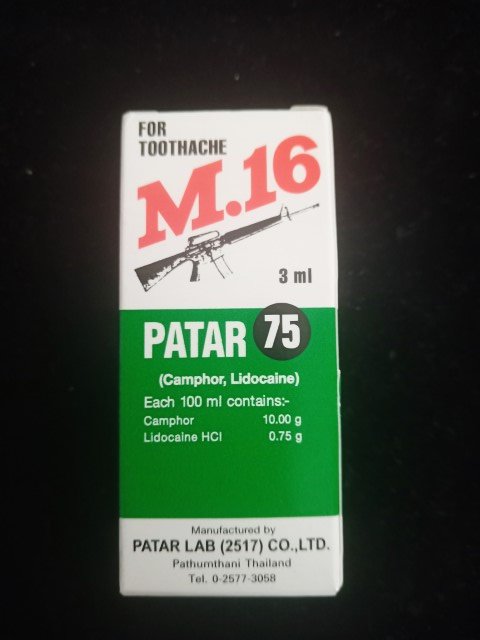 FOR
TOOTHACHE
M.16
3 ml
PATAR 75
(Camphor, Lidocaine)
Each 100 ml contains:-
Camphor 10.00 g
Lidocaine HCl 0.75 g
Manufactured by
PATAR LAB (2517) CO.,LTD.
Pathumthani Thailand
Tel. 0-2577-3058